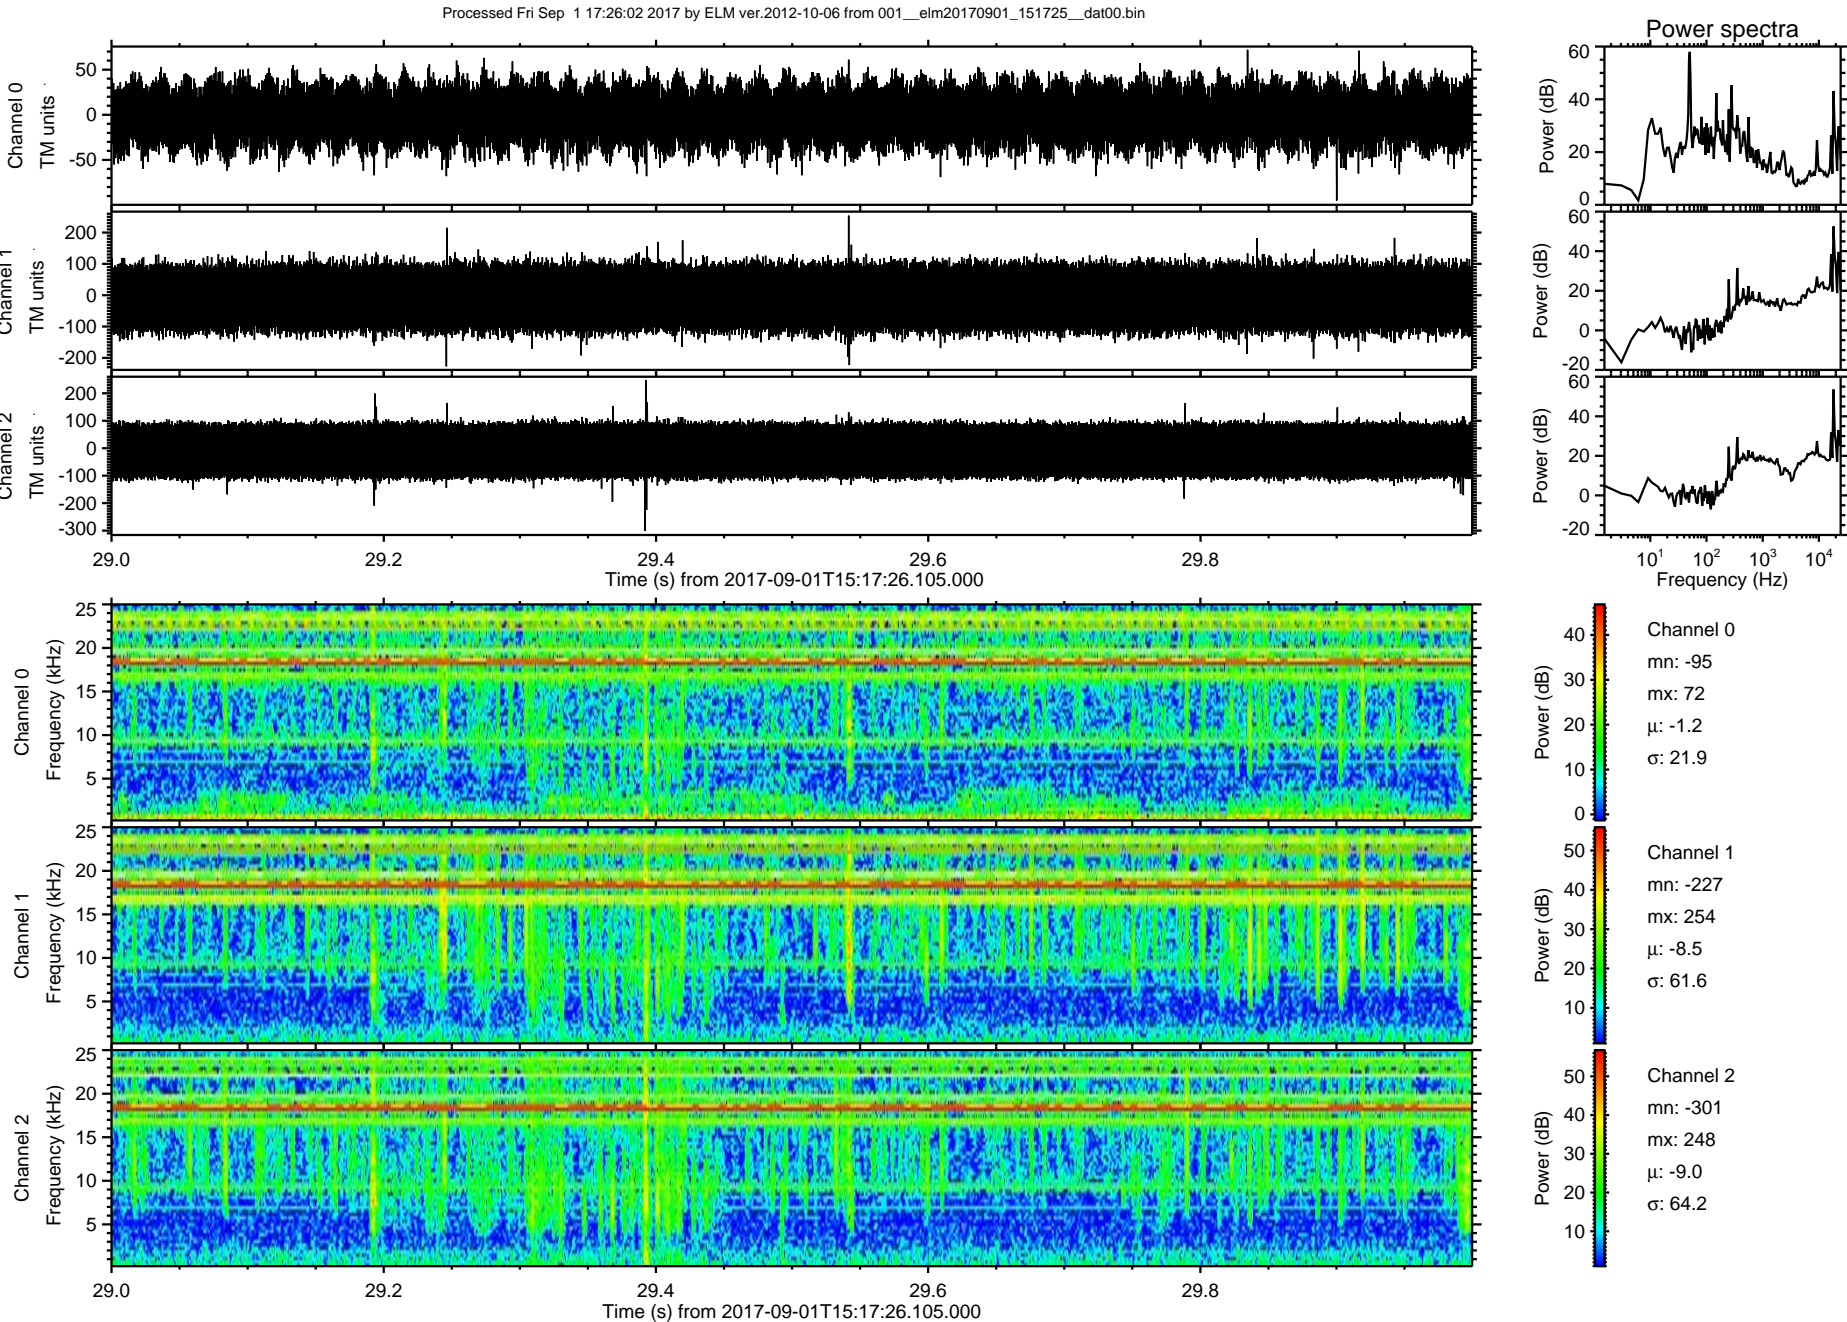 Processed Fri Sep  1 17:26:02 2017 by ELM ver.2012-10-06 from 001__elm20170901_151725__dat00.bin
Power spectra
Channel 0
TM units
50
0
-50
Power (dB)
60
40
20
0
Channel 1
TM units
200
100
0
-100
-200
Power (dB)
60
40
20
0
-20
Channel 2
TM units
200
100
0
-100
-200
-300
Power (dB)
60
40
20
0
-20
29.0 29.2 29.4 29.6 29.8
Time (s) from 2017-09-01T15:17:26.105.000
10^1 10^2 10^3 10^4
Frequency (Hz)
Channel 0
Frequency (kHz)
25
20
15
10
5
Power (dB)
40
30
20
10
0
Channel 0
mn: -95
mx: 72
μ: -1.2
σ: 21.9
Channel 1
Frequency (kHz)
25
20
15
10
5
Power (dB)
50
40
30
20
10
Channel 1
mn: -227
mx: 254
μ: -8.5
σ: 61.6
Channel 2
Frequency (kHz)
25
20
15
10
5
Power (dB)
50
40
30
20
10
Channel 2
mn: -301
mx: 248
μ: -9.0
σ: 64.2
29.0 29.2 29.4 29.6 29.8
Time (s) from 2017-09-01T15:17:26.105.000